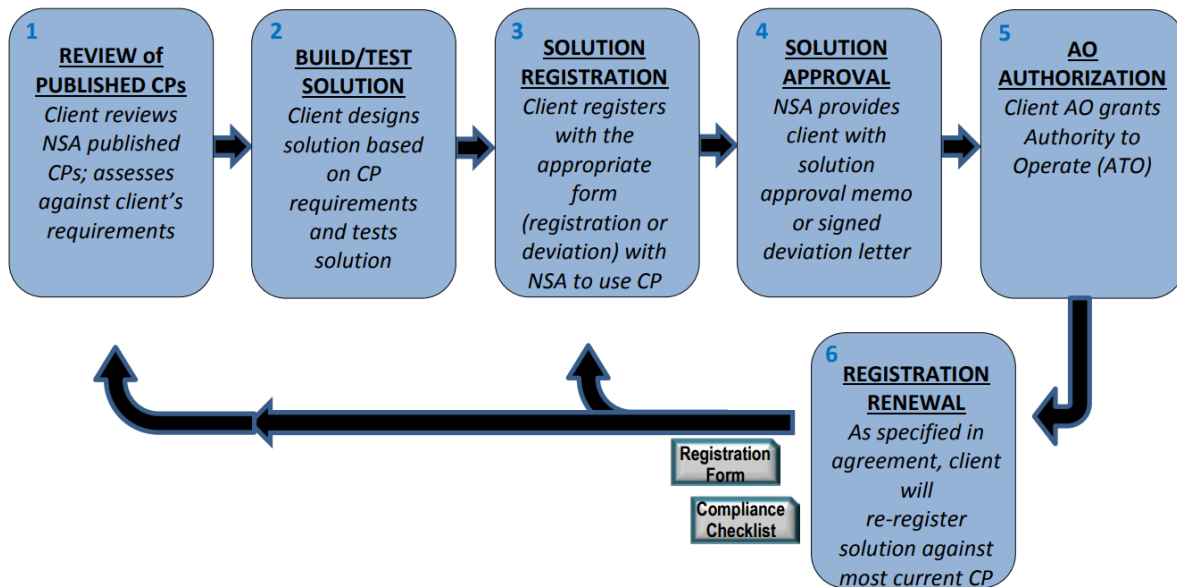 1
REVIEW of
PUBLISHED CPs
Client reviews
NSA published
CPs; assesses
against client's
requirements
2
BUILD/TEST
SOLUTION
Client designs
solution based
on CP
requirements
and tests
solution
3
SOLUTION
REGISTRATION
Client registers
with the
appropriate
form
(registration or
deviation) with
NSA to use CP
4
SOLUTION
APPROVAL
NSA provides
client with
solution
approval memo
or signed
deviation letter
5
AO
AUTHORIZATION
Client AO grants
Authority to
Operate (ATO)
6
REGISTRATION
RENEWAL
As specified in
agreement, client
will
re-register
solution against
most current CP
Registration
Form
Compliance
Checklist